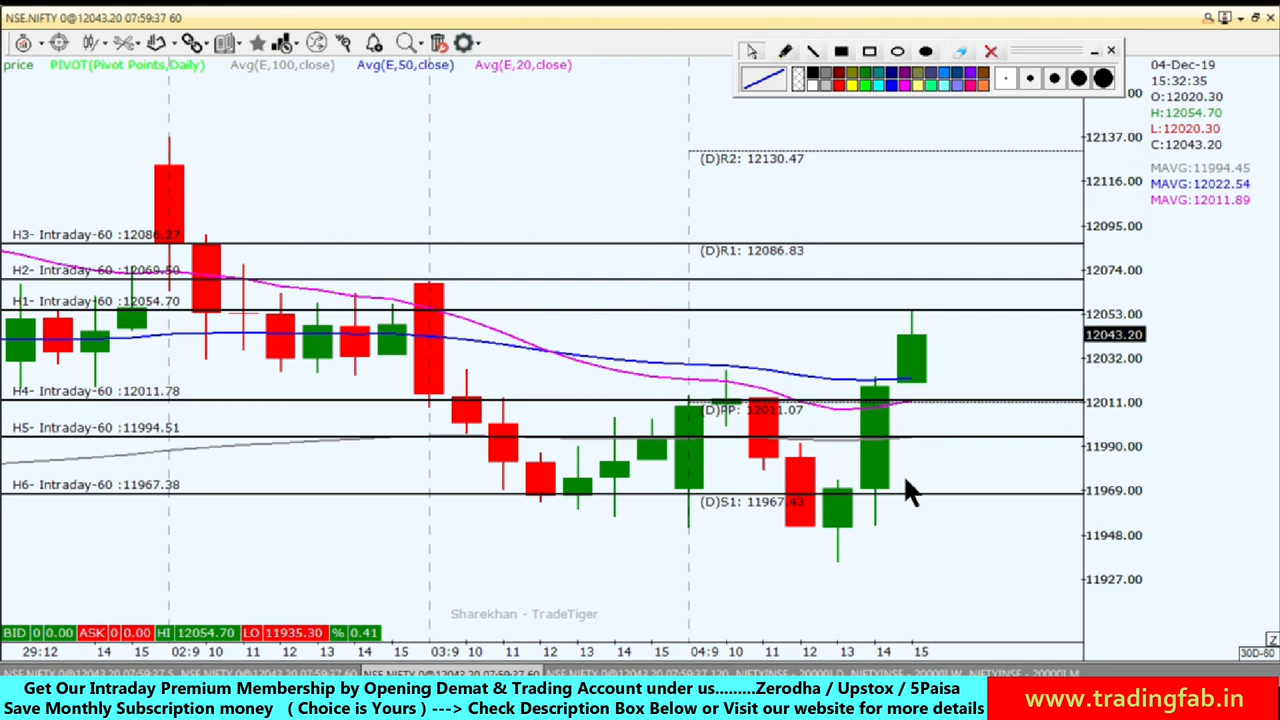 NSE.NIFTY 0@12043.20 07:59:37 60
price PIVOT(Pivot Points,Daily) Avg(E,100,close) Avg(E,50,close) Avg(E,20,close)
04-Dec-19
15:32:35
O:12020.30
H:12054.70
L:12020.30
C:12043.20
MAVG:11994.45
MAVG:12022.54
MAVG:12011.89
12137.00
12116.00
12095.00
12074.00
12053.00
12043.20
12032.00
12011.00
11990.00
11969.00
11948.00
11927.00
(D)R2: 12130.47
H3- Intraday-60 :12086.27
(D)R1: 12086.83
H2- Intraday-60 :12069.50
H1- Intraday-60 :12054.70
H4- Intraday-60 :12011.78
(D)PP: 12011.07
H5- Intraday-60 :11994.51
H6- Intraday-60 :11967.38
(D)S1: 11967.43
Sharekhan - TradeTiger
BID 0 0.00 ASK 0 0.00 HI 12054.70 LO 11935.30 % 0.41
29:12 14 15 02:9 10 11 12 13 14 15 03:9 10 11 12 13 14 15 04:9 10 11 12 13 14 15
Z
30D-60
Get Our Intraday Premium Membership by Opening Demat & Trading Account under us.........Zerodha / Upstox / 5Paisa
Save Monthly Subscription money ( Choice is Yours ) ---> Check Description Box Below or Visit our website for more details
www.tradingfab.in